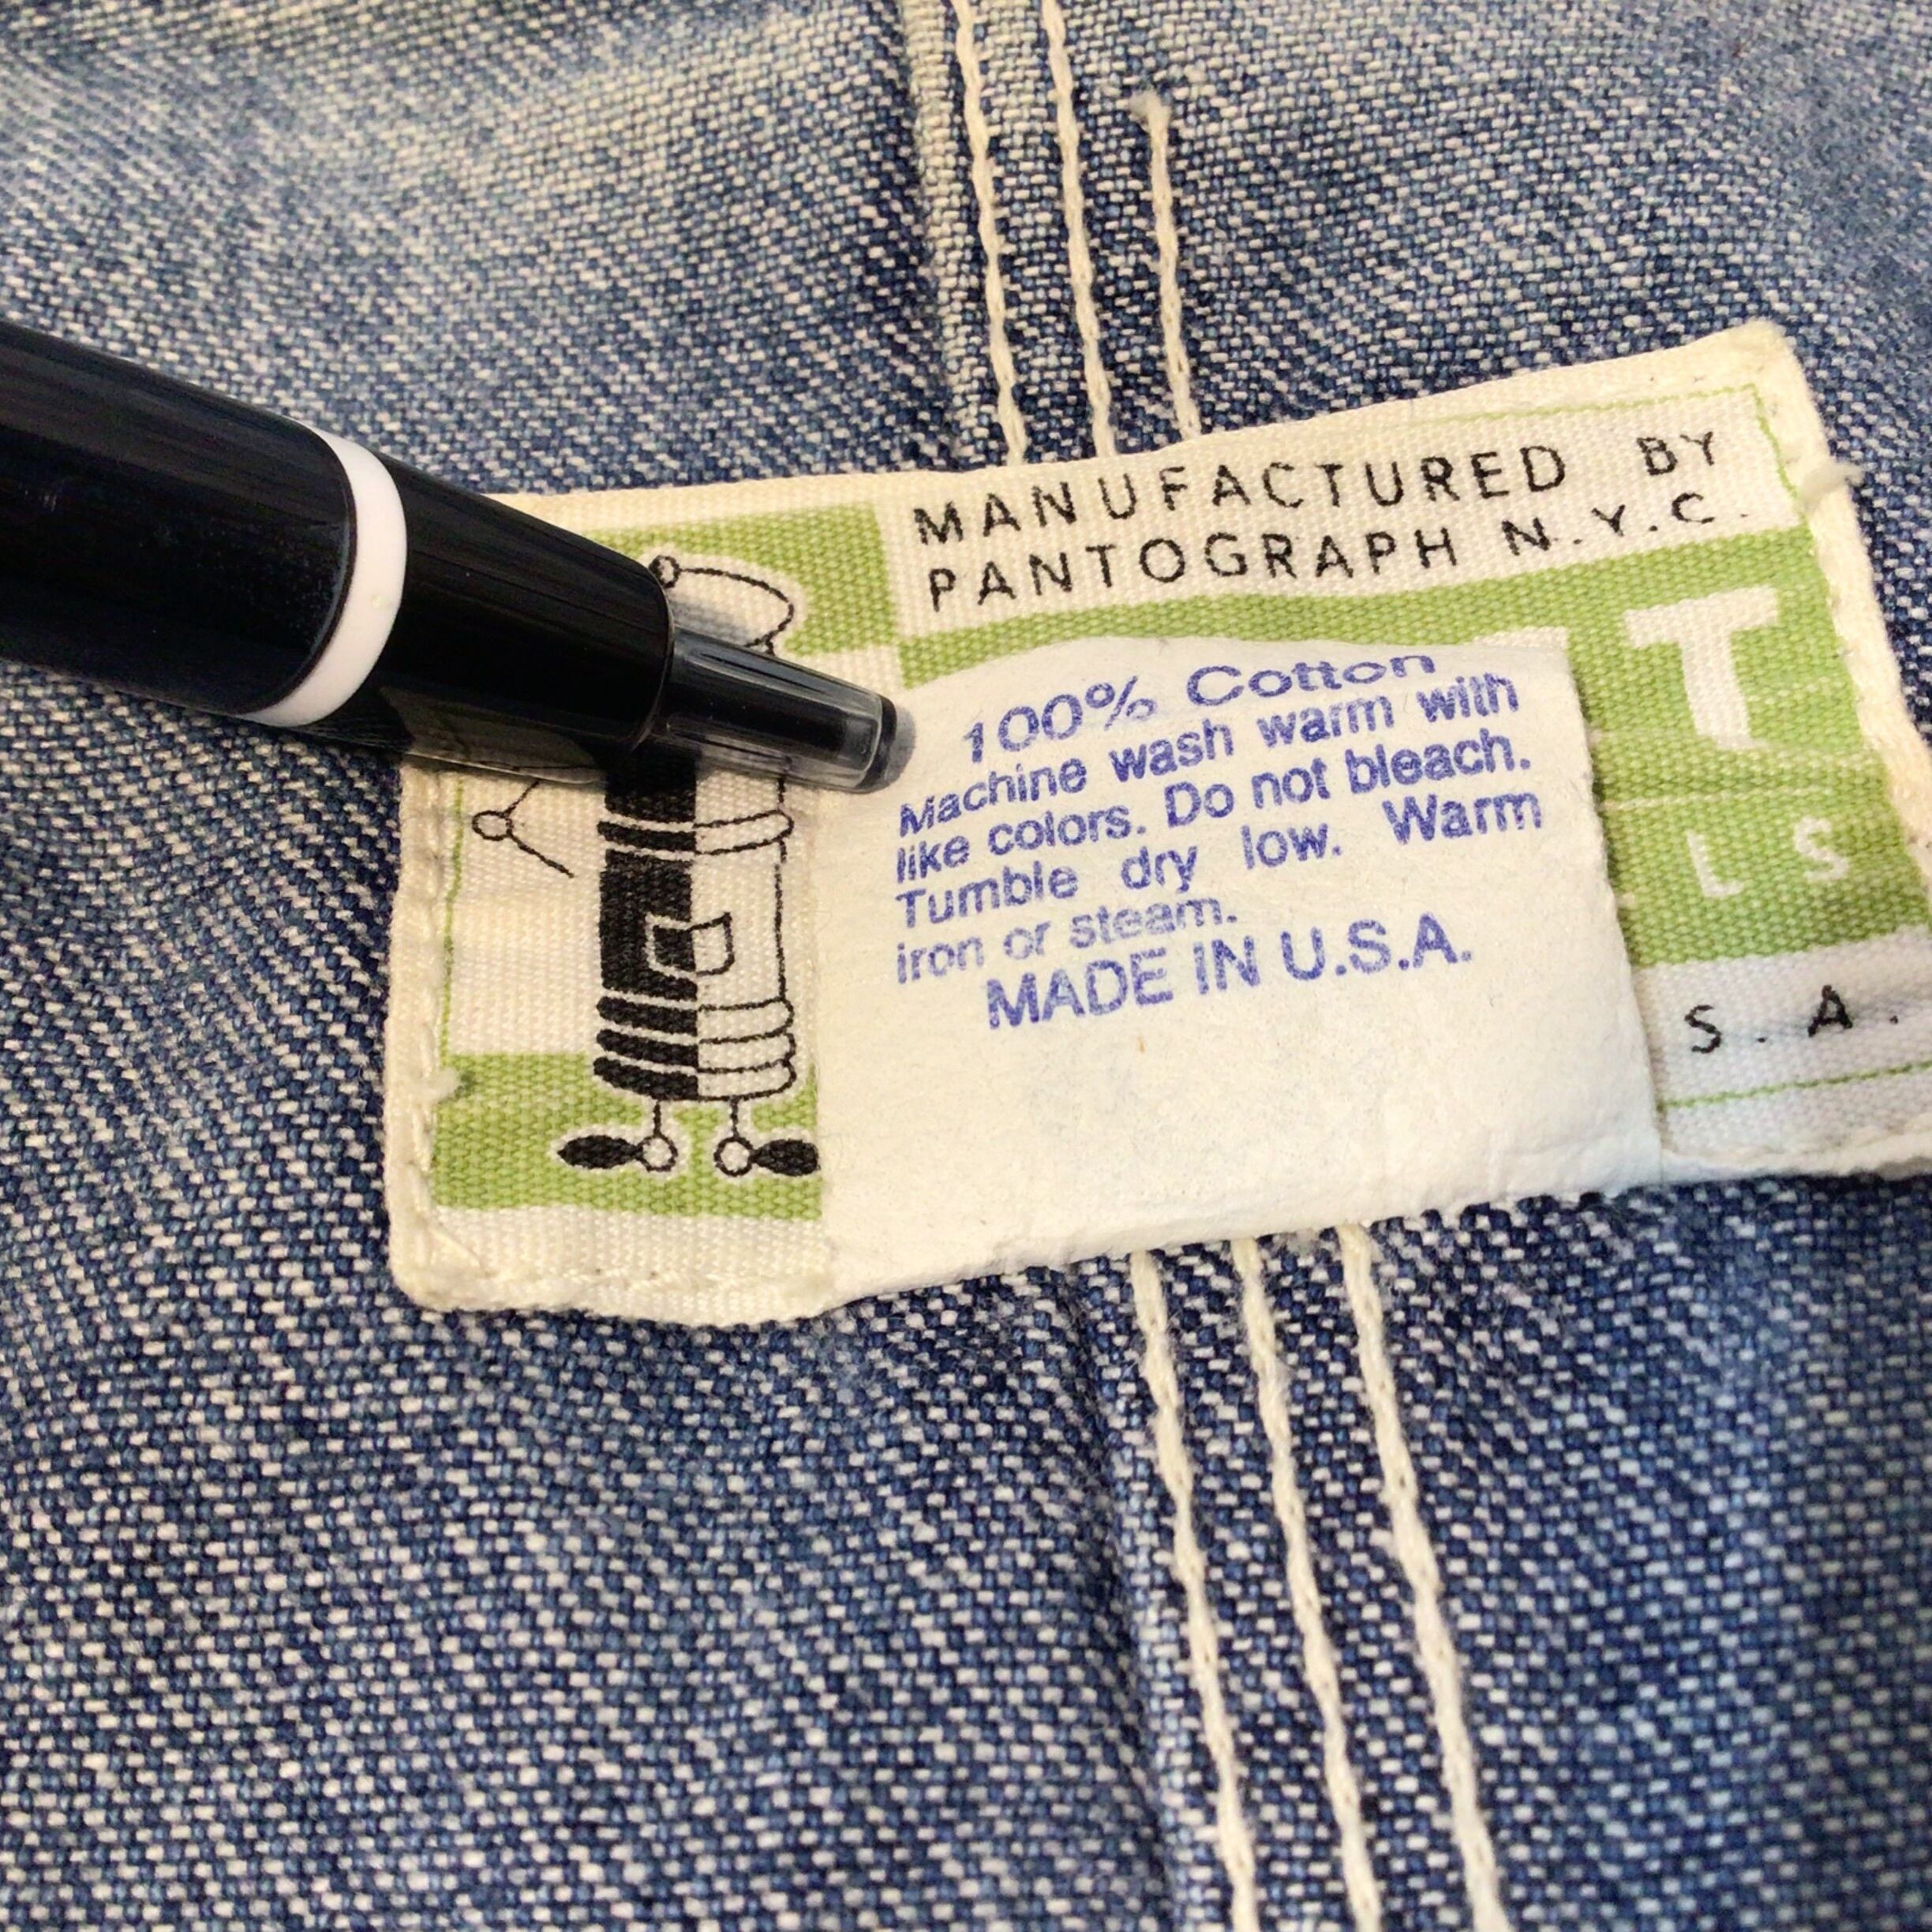 MANUFACTURED BY
PANTOGRAPH N.Y.C.
T
LS
S. A.
100% Cotton
Machine wash warm with
like colors. Do not bleach.
Tumble dry low. Warm
iron or steam.
MADE IN U.S.A.